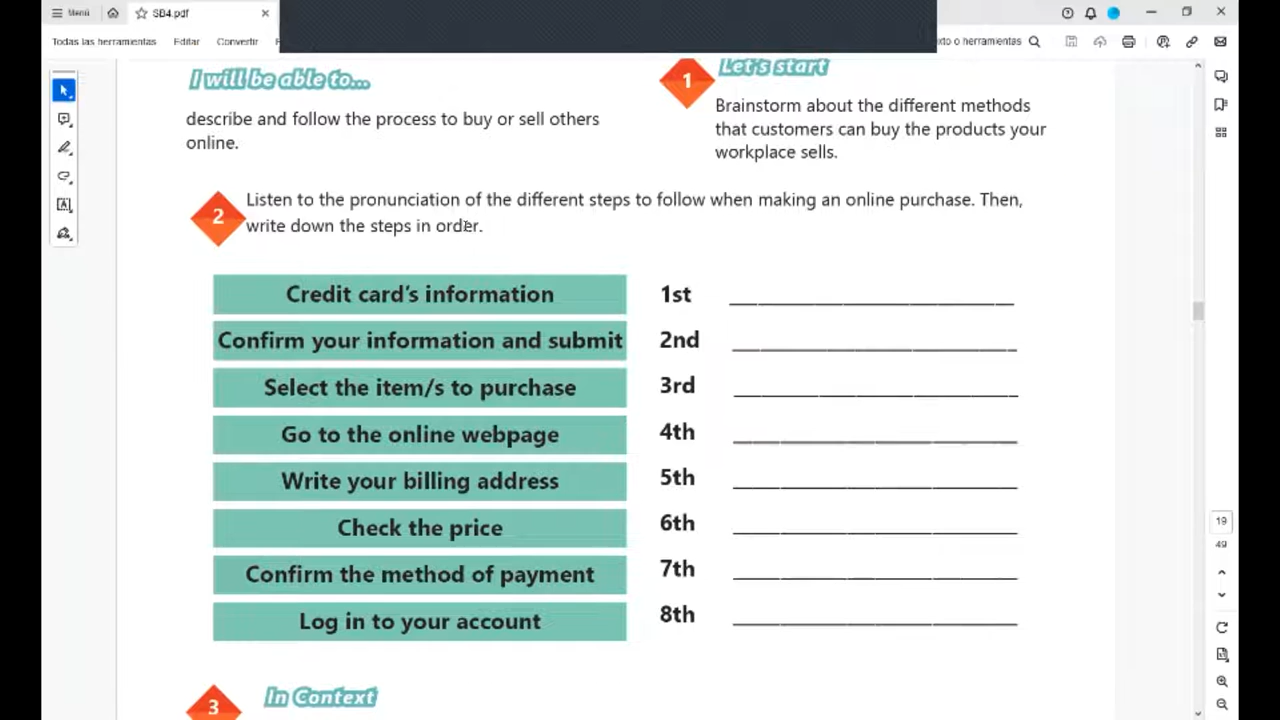 Menú
SB4.pdf
Todas las herramientas
Editar
Convertir
xto o herramientas
I will be able to...
describe and follow the process to buy or sell others
online.
1
Let's start
Brainstorm about the different methods
that customers can buy the products your
workplace sells.
2
Listen to the pronunciation of the different steps to follow when making an online purchase. Then,
write down the steps in order.
Credit card's information
Confirm your information and submit
Select the item/s to purchase
Go to the online webpage
Write your billing address
Check the price
Confirm the method of payment
Log in to your account
1st
2nd
3rd
4th
5th
6th
7th
8th
3
In Context
19
49